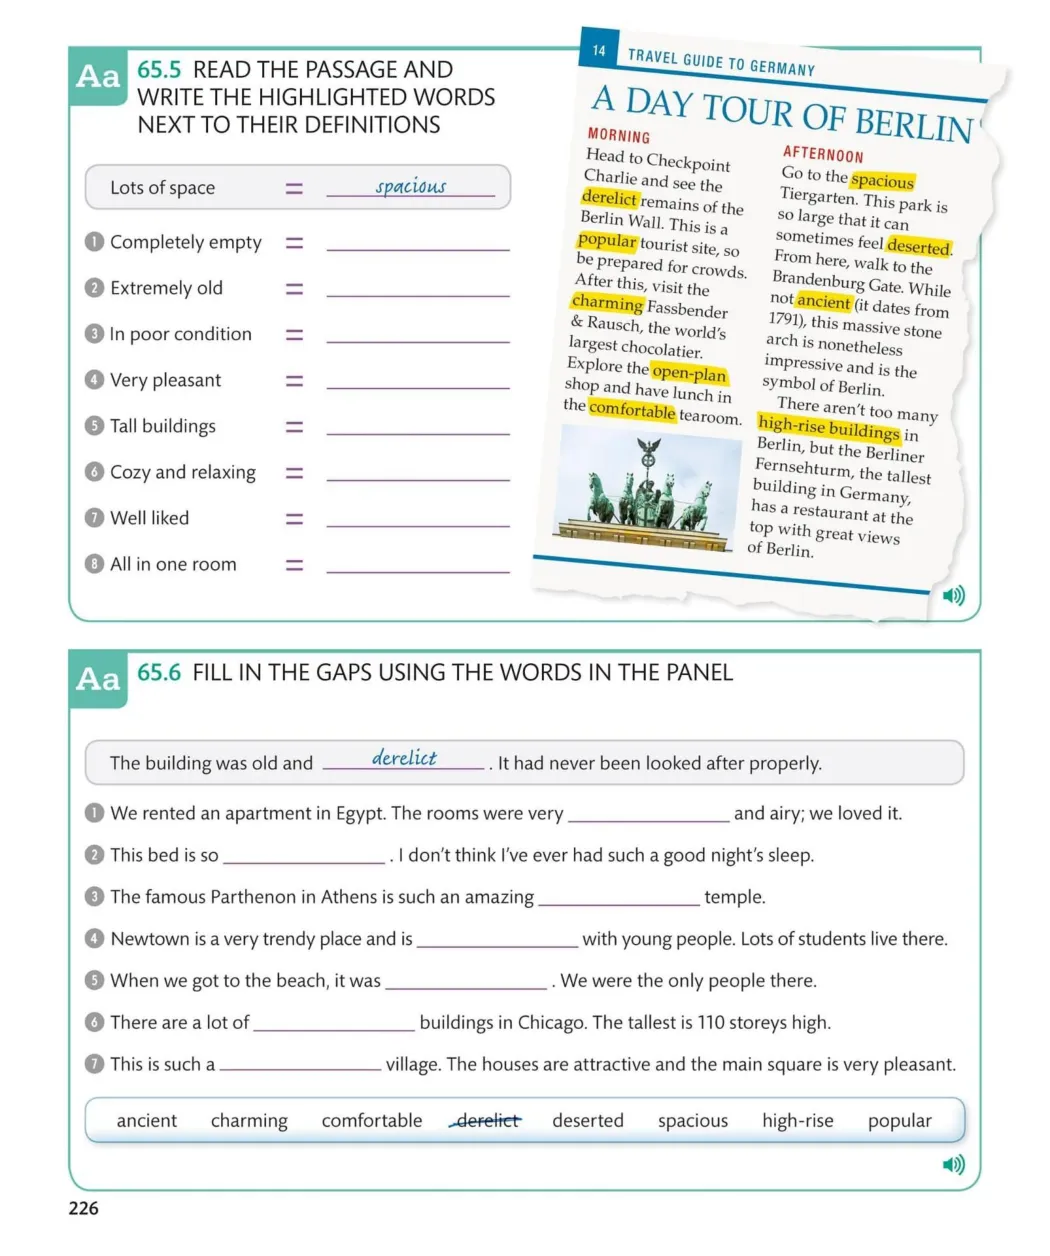 Aa
65.5 READ THE PASSAGE AND
WRITE THE HIGHLIGHTED WORDS
NEXT TO THEIR DEFINITIONS
Lots of space = spacious
1 Completely empty =
2 Extremely old =
3 In poor condition =
4 Very pleasant =
5 Tall buildings =
6 Cozy and relaxing =
7 Well liked =
8 All in one room =
14 TRAVEL GUIDE TO GERMANY
A DAY TOUR OF BERLIN
MORNING
Head to Checkpoint
Charlie and see the
derelict remains of the
Berlin Wall. This is a
popular tourist site, so
be prepared for crowds.
After this, visit the
charming Fassbender
& Rausch, the world's
largest chocolatier.
Explore the open-plan
shop and have lunch in
the comfortable tearoom.
AFTERNOON
Go to the spacious
Tiergarten. This park is
so large that it can
sometimes feel deserted.
From here, walk to the
Brandenburg Gate. While
not ancient (it dates from
1791), this massive stone
arch is nonetheless
impressive and is the
symbol of Berlin.
There aren't too many
high-rise buildings in
Berlin, but the Berliner
Fernsehturm, the tallest
building in Germany,
has a restaurant at the
top with great views
of Berlin.
Aa
65.6 FILL IN THE GAPS USING THE WORDS IN THE PANEL
The building was old and derelict. It had never been looked after properly.
1 We rented an apartment in Egypt. The rooms were very ____ and airy; we loved it.
2 This bed is so ____. I don't think I've ever had such a good night's sleep.
3 The famous Parthenon in Athens is such an amazing ____ temple.
4 Newtown is a very trendy place and is ____ with young people. Lots of students live there.
5 When we got to the beach, it was ____. We were the only people there.
6 There are a lot of ____ buildings in Chicago. The tallest is 110 storeys high.
7 This is such a ____ village. The houses are attractive and the main square is very pleasant.
ancient charming comfortable derelict deserted spacious high-rise popular
226